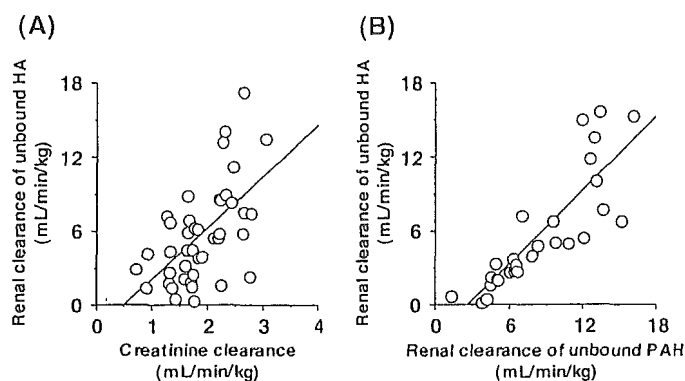 (A)
Renal clearance of unbound HA
(mL/min/kg)
18
12
6
0
0
1
2
3
4
Creatinine clearance
(mL/min/kg)
(B)
Renal clearance of unbound HA
(mL/min/kg)
18
12
6
0
0
6
12
18
Renal clearance of unbound PAH
(mL/min/kg)